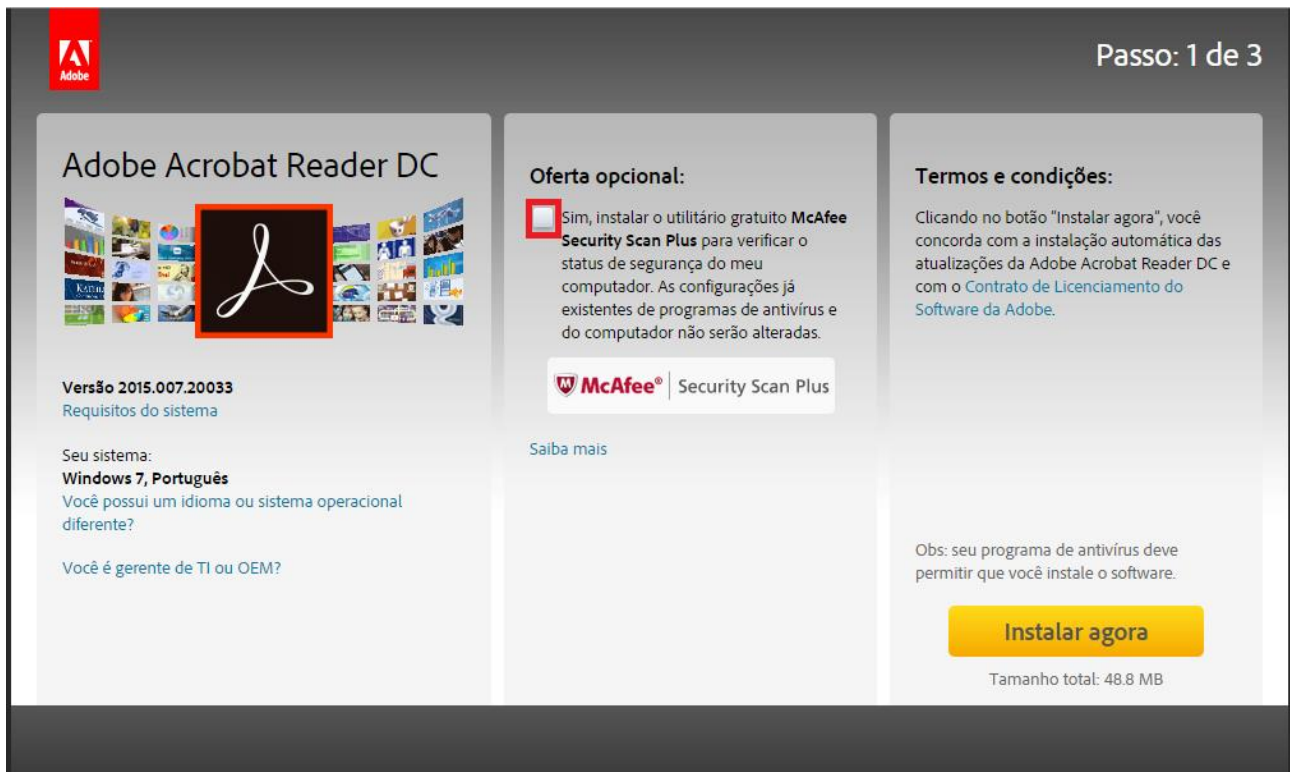 Adobe
Passo: 1 de 3
Adobe Acrobat Reader DC
Versão 2015.007.20033
Requisitos do sistema
Seu sistema:
Windows 7, Português
Você possui um idioma ou sistema operacional
diferente?
Você é gerente de TI ou OEM?
Oferta opcional:
Sim, instalar o utilitário gratuito McAfee
Security Scan Plus para verificar o
status de segurança do meu
computador. As configurações já
existentes de programas de antivírus e
do computador não serão alteradas.
McAfee® | Security Scan Plus
Saiba mais
Termos e condições:
Clicando no botão "Instalar agora", você
concorda com a instalação automática das
atualizações da Adobe Acrobat Reader DC e
com o Contrato de Licenciamento do
Software da Adobe.
Obs: seu programa de antivírus deve
permitir que você instale o software.
Instalar agora
Tamanho total: 48.8 MB